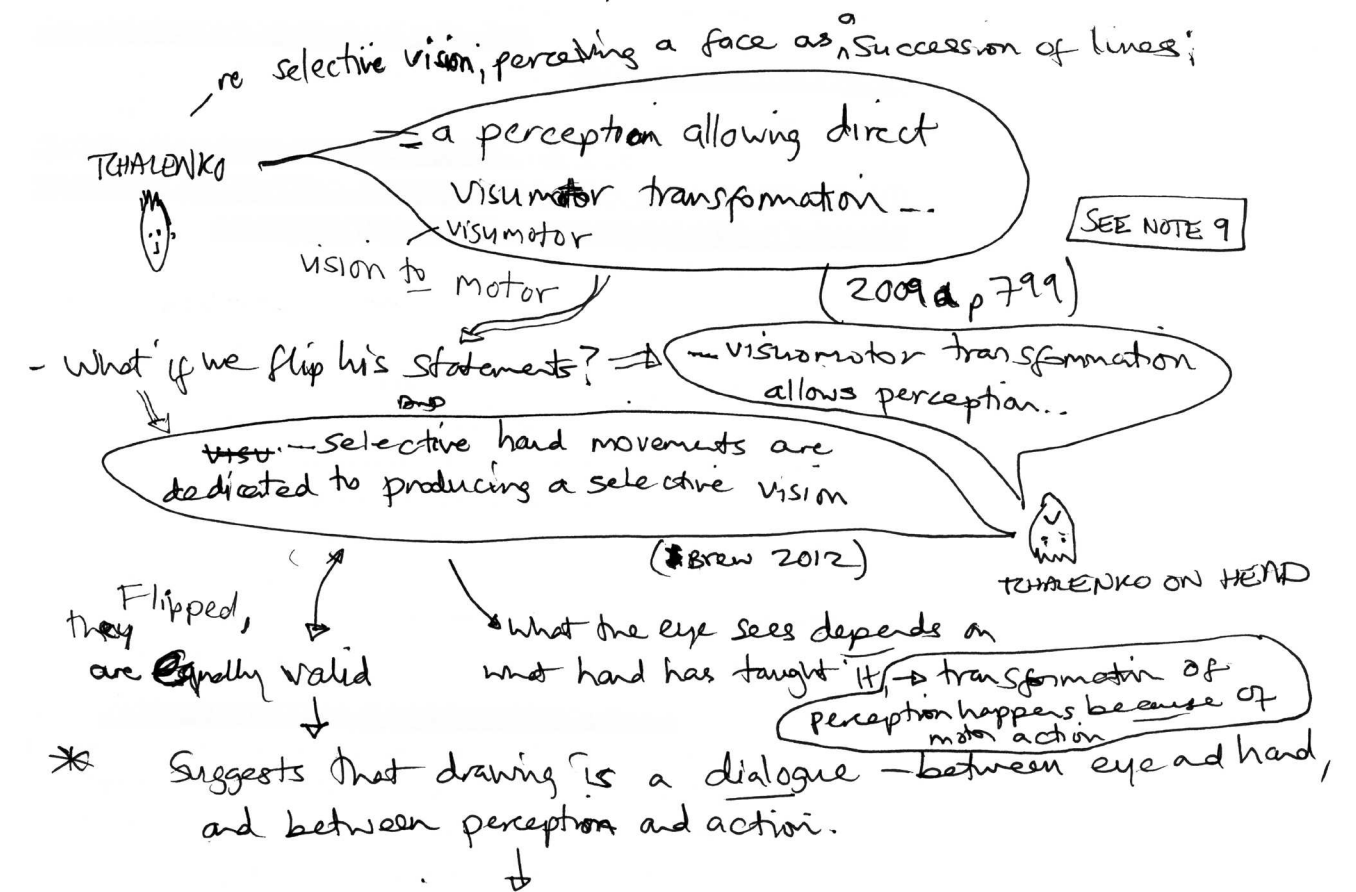 re selective vision; perceiving a face as a succession of lines;
TCHALENKO
= a perception allowing direct
visumotor transformation ...
visumotor
vision to motor
SEE NOTE 9
(2009a p 799)
- What if we flip his statements? ⇒
... visuomotor transformation
allows perception...
AND
VISU. - selective hand movements are
dedicated to producing a selective vision
(Brew 2012)
TCHALENKO ON HEAD
Flipped,
they
are equally valid
what the eye sees depends on
what hand has taught it, → transformation of
perception happens because of
motor action
* Suggests that drawing is a dialogue - between eye ad hand,
and between perception and action.